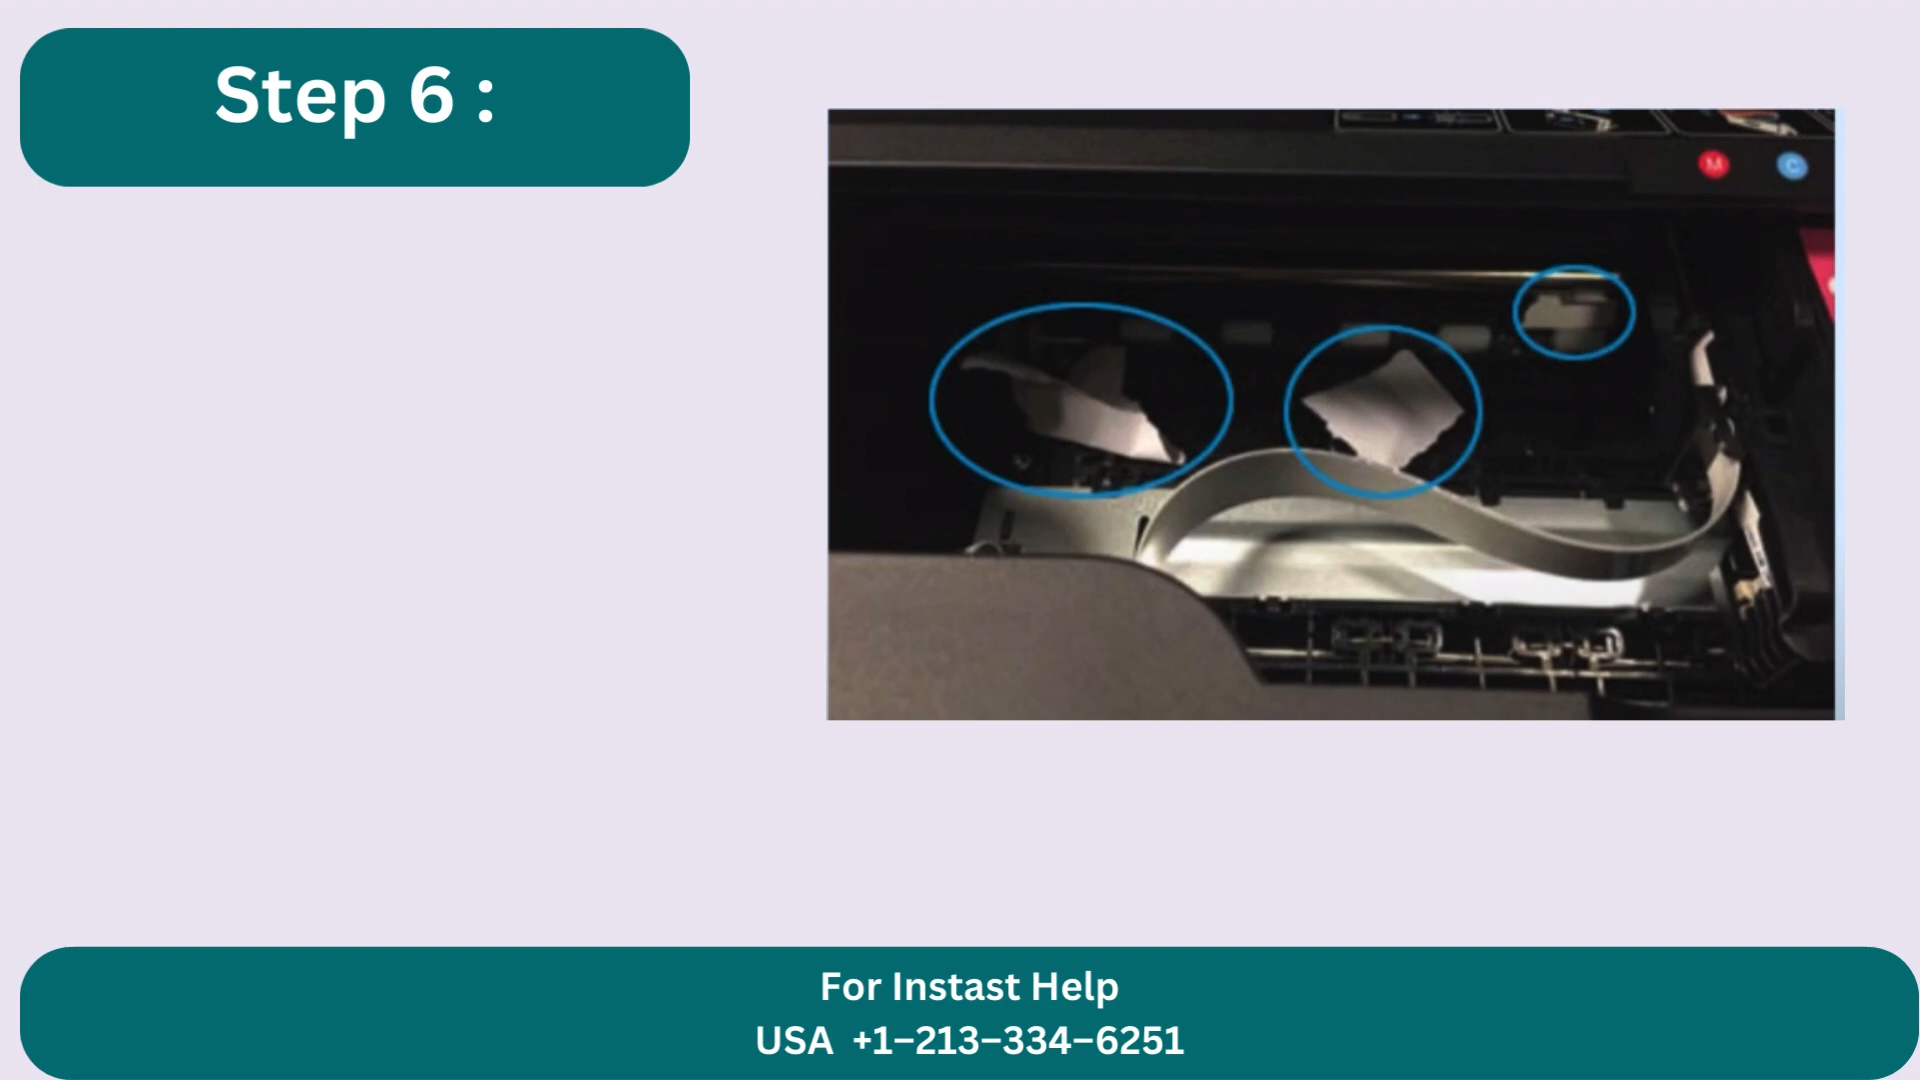 Step 6 :
M
C
For Instast Help
USA +1–213–334–6251